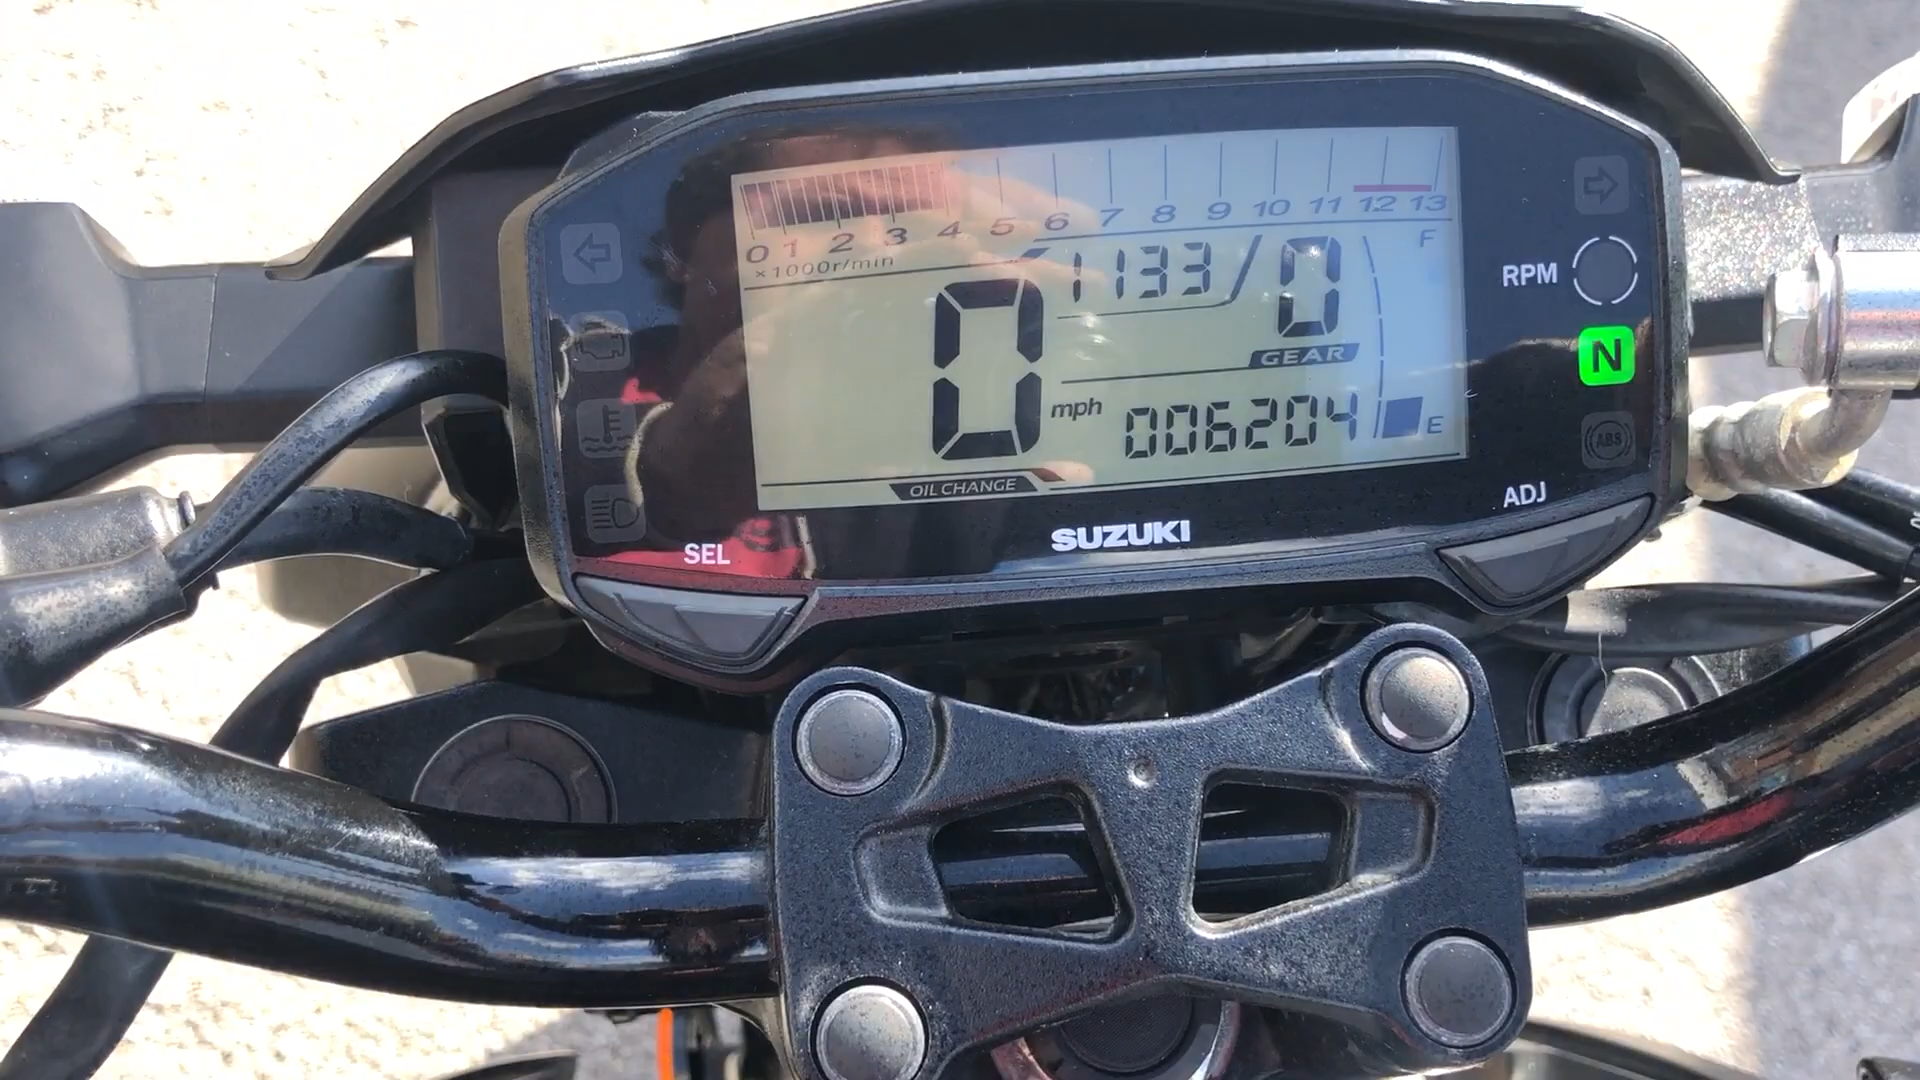 0 1 2 3 4 5 6 7 8 9 10 11 12 13
×1000r/min
1133/0
F
RPM
GEAR
N
0
mph
006204
E
ABS
OIL CHANGE
ADJ
SEL
SUZUKI